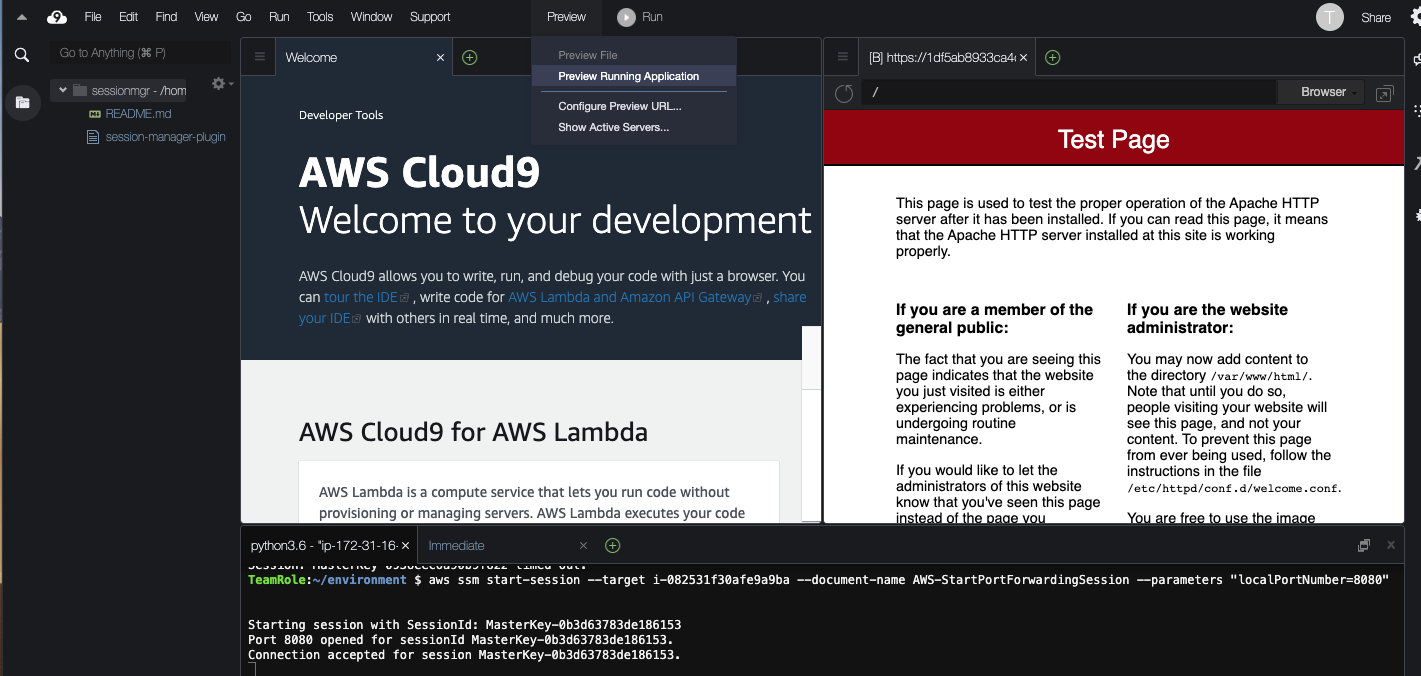 File Edit Find View Go Run Tools Window Support Preview Run T Share
Go to Anything (⌘ P)
sessionmgr - /hom
README.md
session-manager-plugin
Welcome
Preview File
Preview Running Application
Configure Preview URL...
Show Active Servers...
Developer Tools
AWS Cloud9
Welcome to your development
AWS Cloud9 allows you to write, run, and debug your code with just a browser. You
can tour the IDE , write code for AWS Lambda and Amazon API Gateway , share
your IDE with others in real time, and much more.
AWS Cloud9 for AWS Lambda
AWS Lambda is a compute service that lets you run code without
provisioning or managing servers. AWS Lambda executes your code
[B] https://1df5ab8933ca4
/
Browser
Test Page
This page is used to test the proper operation of the Apache HTTP
server after it has been installed. If you can read this page, it means
that the Apache HTTP server installed at this site is working
properly.
If you are a member of the
general public:
The fact that you are seeing this
page indicates that the website
you just visited is either
experiencing problems, or is
undergoing routine
maintenance.
If you would like to let the
administrators of this website
know that you've seen this page
instead of the page you
If you are the website
administrator:
You may now add content to
the directory /var/www/html/.
Note that until you do so,
people visiting your website will
see this page, and not your
content. To prevent this page
from ever being used, follow the
instructions in the file
/etc/httpd/conf.d/welcome.conf.
You are free to use the image
python3.6 - "ip-172-31-16-
Immediate
TeamRole:~/environment $ aws ssm start-session --target i-082531f30afe9a9ba --document-name AWS-StartPortForwardingSession --parameters "localPortNumber=8080"
Starting session with SessionId: MasterKey-0b3d63783de186153
Port 8080 opened for sessionId MasterKey-0b3d63783de186153.
Connection accepted for session MasterKey-0b3d63783de186153.